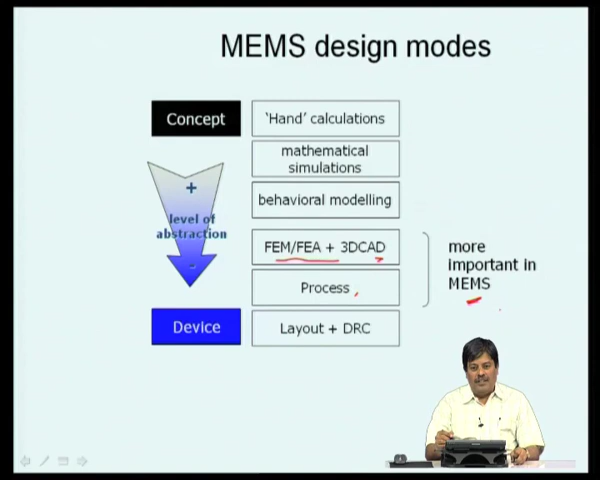 MEMS design modes
Concept
'Hand' calculations
mathematical
simulations
+
level of
abstraction
-
behavioral modelling
FEM/FEA + 3DCAD
Process
more
important in
MEMS
Device
Layout + DRC